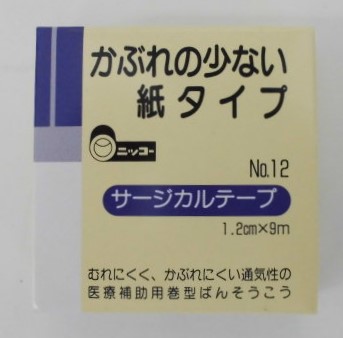 かぶれの少ない
紙タイプ
ニッコー
No.12
サージカルテープ
1.2cm×9m
むれにくく、かぶれにくい通気性の
医療補助用巻型ばんそうこう